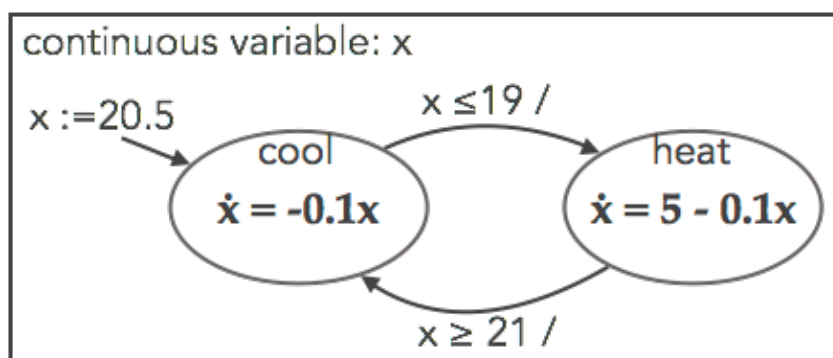 continuous variable: x
x :=20.5
x ≤19 /
cool
heat
ẋ = -0.1x
ẋ = 5 - 0.1x
x ≥ 21 /